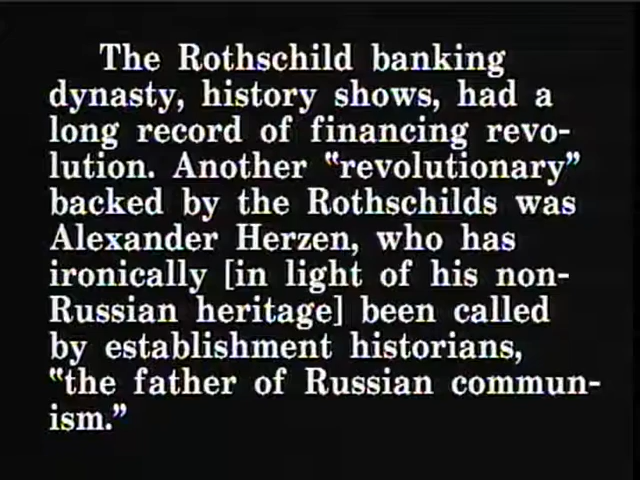 The Rothschild banking
dynasty, history shows, had a
long record of financing revo-
lution. Another "revolutionary"
backed by the Rothschilds was
Alexander Herzen, who has
ironically [in light of his non-
Russian heritage] been called
by establishment historians,
"the father of Russian commun-
ism."